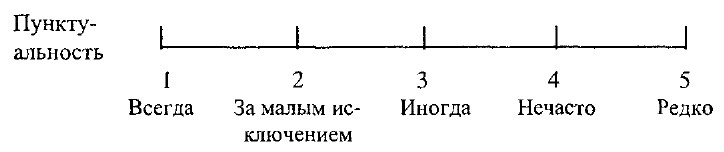 Пункту-
альность
1 2 3 4 5
Всегда За малым ис- Иногда Нечасто Редко
ключением